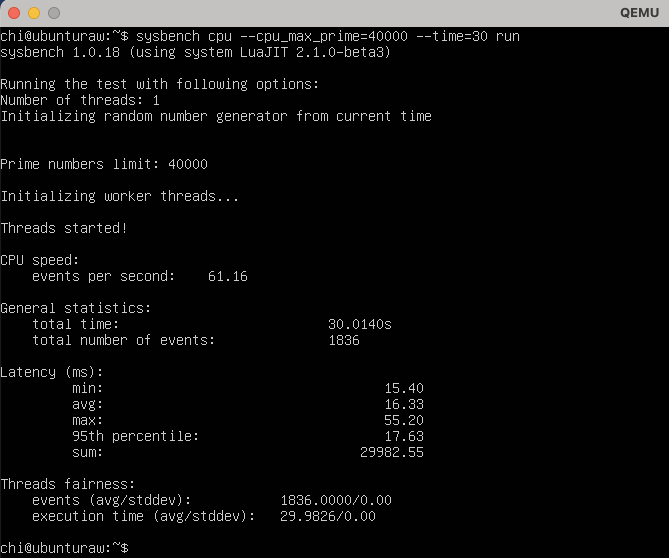 QEMU
chi@ubunturaw:~$ sysbench cpu --cpu_max_prime=40000 --time=30 run
sysbench 1.0.18 (using system LuaJIT 2.1.0-beta3)
Running the test with following options:
Number of threads: 1
Initializing random number generator from current time
Prime numbers limit: 40000
Initializing worker threads...
Threads started!
CPU speed:
events per second: 61.16
General statistics:
total time: 30.0140s
total number of events: 1836
Latency (ms):
min: 15.40
avg: 16.33
max: 55.20
95th percentile: 17.63
sum: 29982.55
Threads fairness:
events (avg/stddev): 1836.0000/0.00
execution time (avg/stddev): 29.9826/0.00
chi@ubunturaw:~$